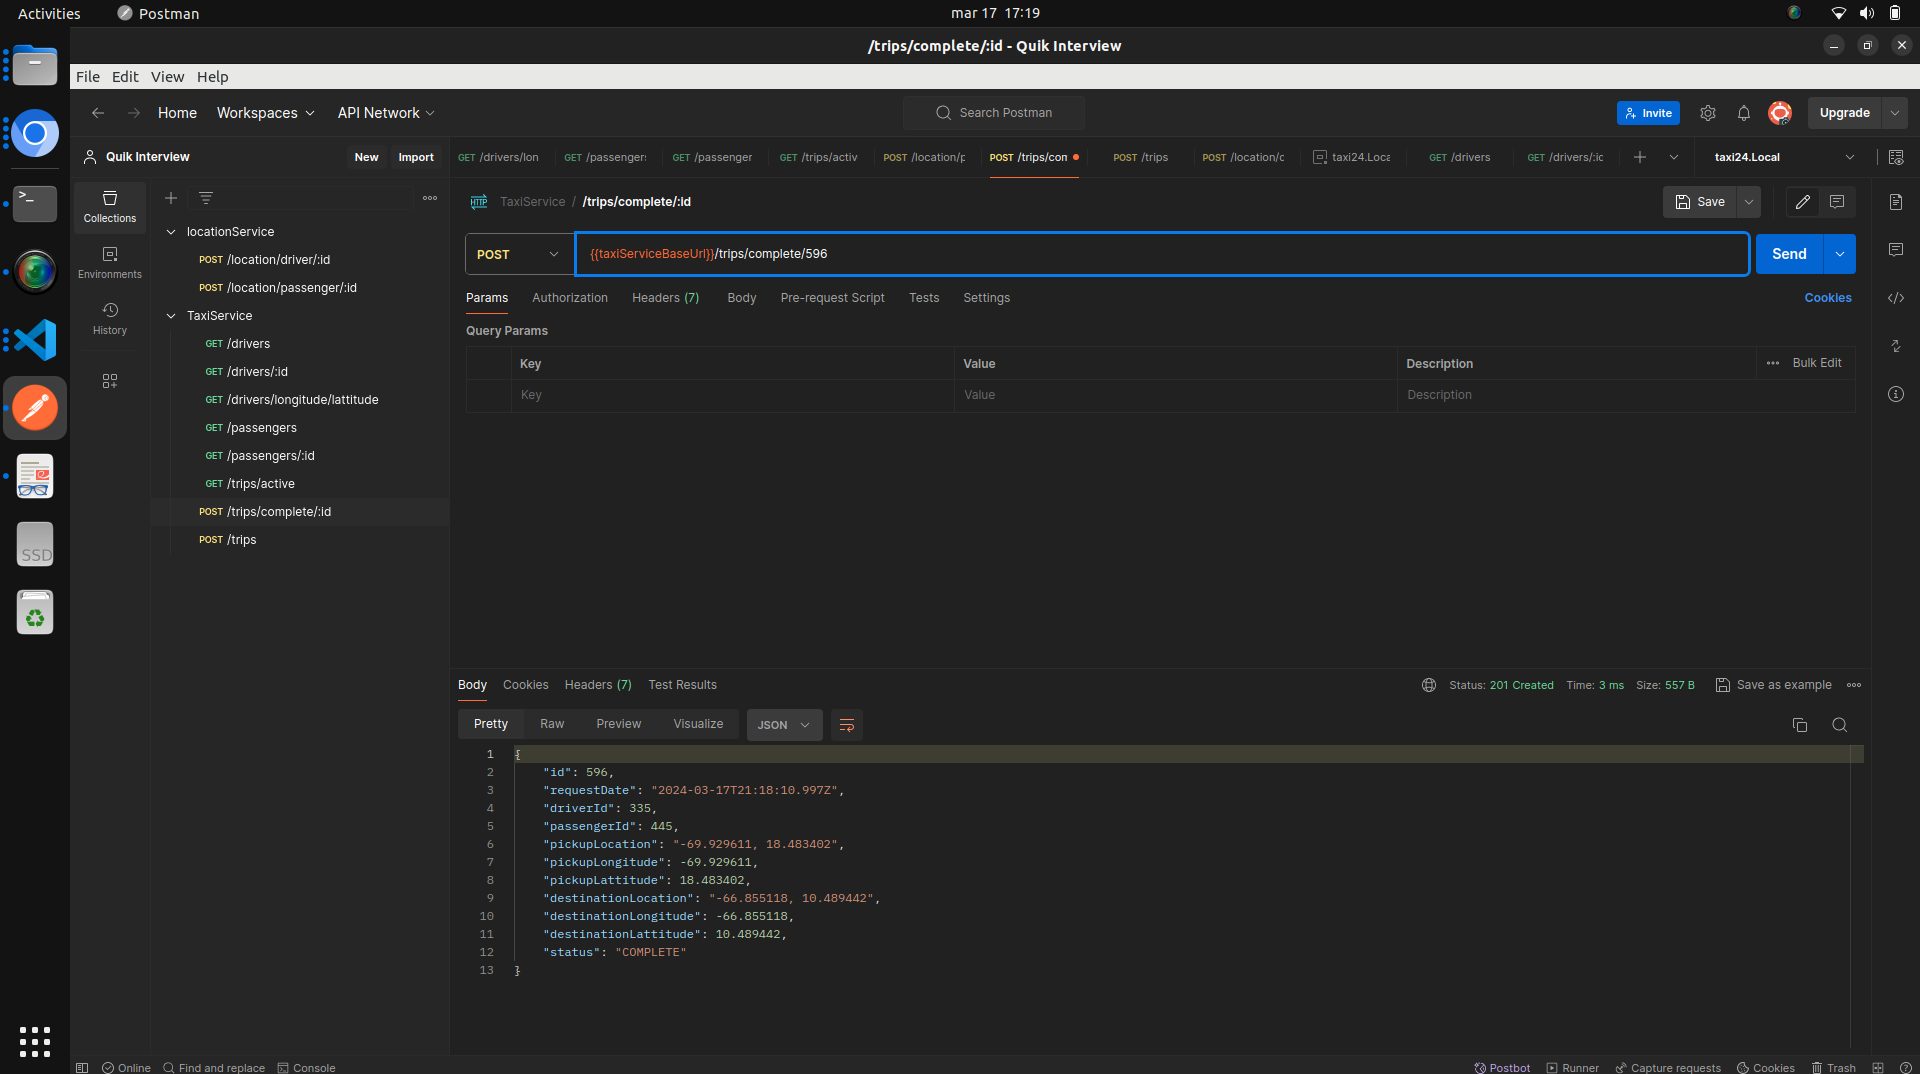 Activities
Postman
mar 17 17:19
/trips/complete/:id - Quik Interview
File Edit View Help
Home Workspaces API Network
Search Postman
Invite
Upgrade
Quik Interview
New Import
GET /drivers/lon
GET /passengers
GET /passenger
GET /trips/activ
POST /location/p
POST /trips/con
POST /trips
POST /location/c
taxi24.Loca
GET /drivers
GET /drivers/:ic
taxi24.Local
Collections
Environments
History
locationService
POST /location/driver/:id
POST /location/passenger/:id
TaxiService
GET /drivers
GET /drivers/:id
GET /drivers/longitude/lattitude
GET /passengers
GET /passengers/:id
GET /trips/active
POST /trips/complete/:id
POST /trips
HTTP TaxiService / /trips/complete/:id
Save
POST {{taxiServiceBaseUrl}}/trips/complete/596
Send
Params Authorization Headers (7) Body Pre-request Script Tests Settings
Cookies
Query Params
Key Value Description
Bulk Edit
Key Value Description
Body Cookies Headers (7) Test Results
Status: 201 Created Time: 3 ms Size: 557 B
Save as example
Pretty Raw Preview Visualize
JSON
1 {
2 "id": 596,
3 "requestDate": "2024-03-17T21:18:10.997Z",
4 "driverId": 335,
5 "passengerId": 445,
6 "pickupLocation": "-69.929611, 18.483402",
7 "pickupLongitude": -69.929611,
8 "pickupLattitude": 18.483402,
9 "destinationLocation": "-66.855118, 10.489442",
10 "destinationLongitude": -66.855118,
11 "destinationLattitude": 10.489442,
12 "status": "COMPLETE"
13 }
SSD
Online
Find and replace
Console
Postbot
Runner
Capture requests
Cookies
Trash